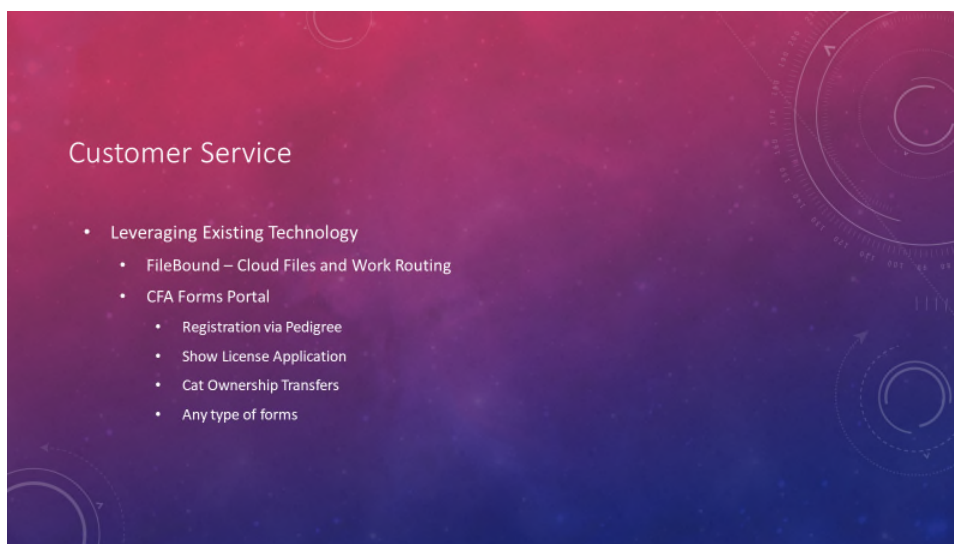 Customer Service
• Leveraging Existing Technology
• FileBound – Cloud Files and Work Routing
• CFA Forms Portal
• Registration via Pedigree
• Show License Application
• Cat Ownership Transfers
• Any type of forms